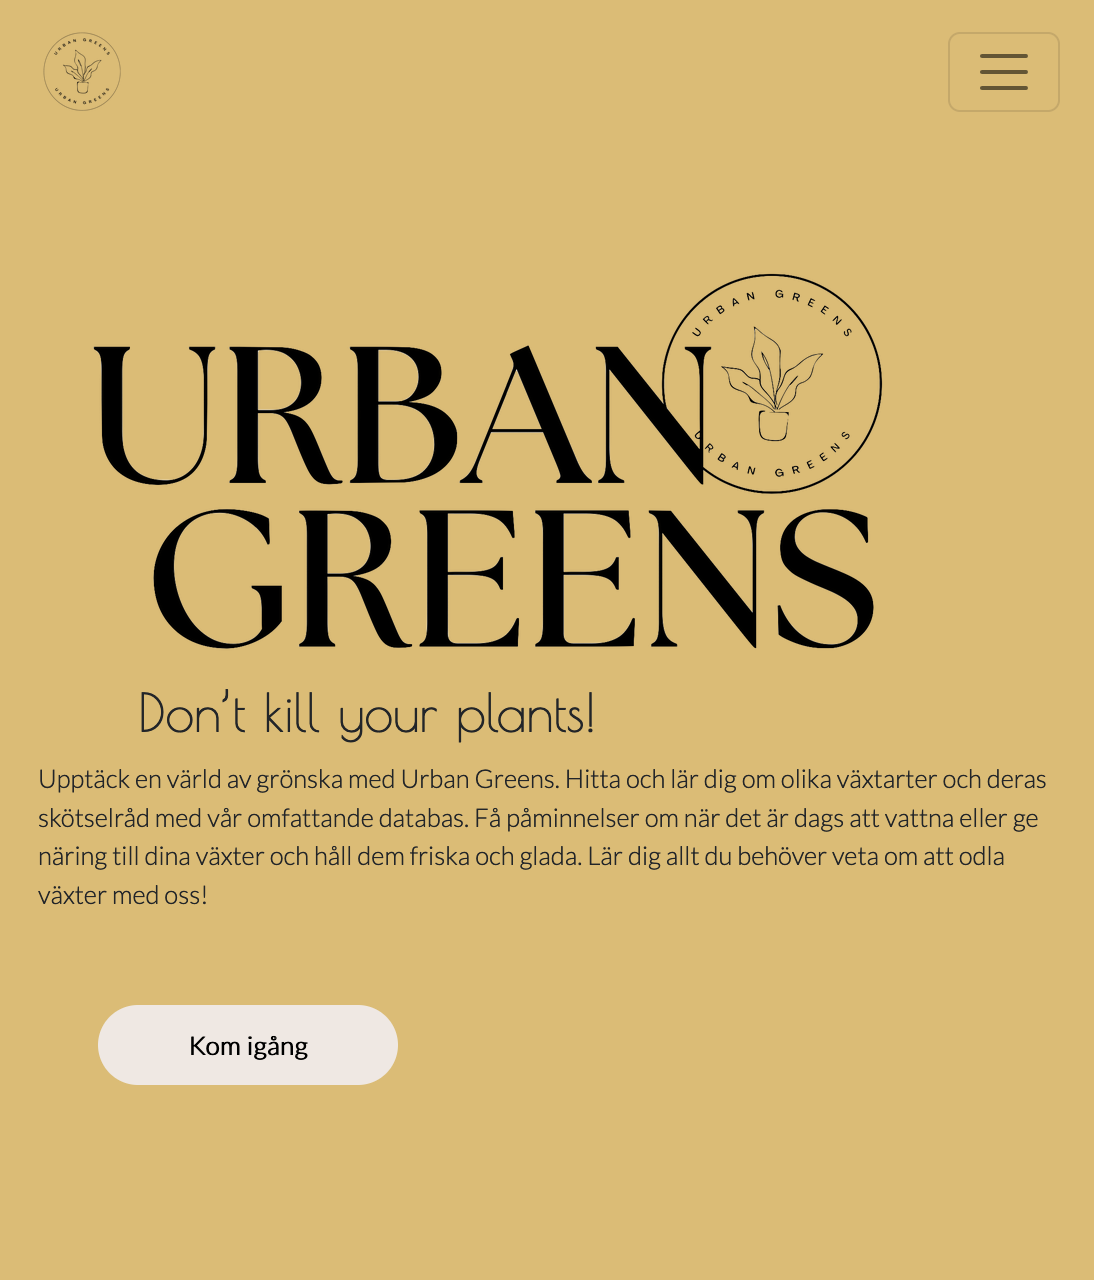 URBAN GREENS
URBAN GREENS
URBAN GREENS
URBAN
URBAN GREENS
GREENS
Don’t kill your plants!
Upptäck en värld av grönska med Urban Greens. Hitta och lär dig om olika växtarter och deras
skötselråd med vår omfattande databas. Få påminnelser om när det är dags att vattna eller ge
näring till dina växter och håll dem friska och glada. Lär dig allt du behöver veta om att odla
växter med oss!
Kom igång